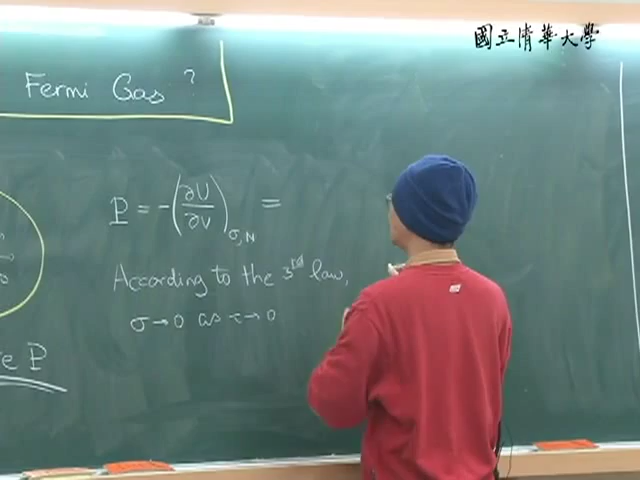 國立清華大學
Fermi Gas ?
P = -(∂U/∂V)σ,N =
According to the 3rd law,
σ→0 as τ→0
P